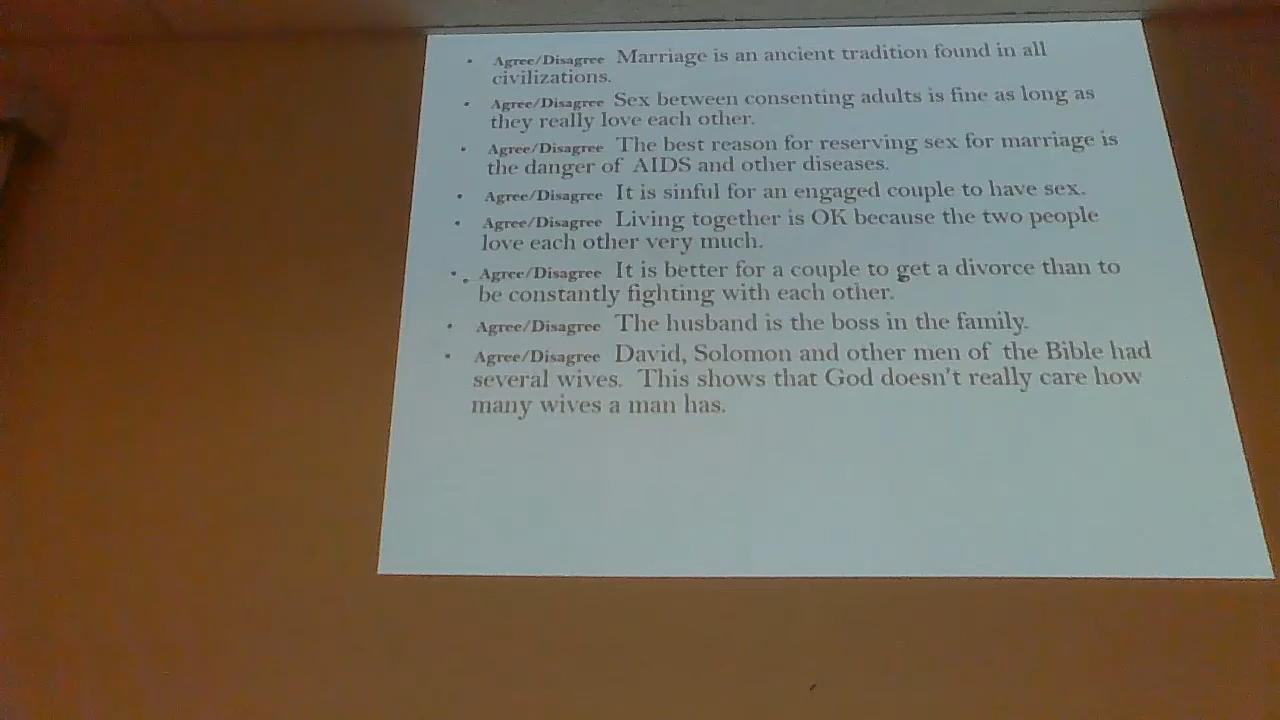 • Agree/Disagree Marriage is an ancient tradition found in all
civilizations.
• Agree/Disagree Sex between consenting adults is fine as long as
they really love each other.
• Agree/Disagree The best reason for reserving sex for marriage is
the danger of AIDS and other diseases.
• Agree/Disagree It is sinful for an engaged couple to have sex.
• Agree/Disagree Living together is OK because the two people
love each other very much.
• Agree/Disagree It is better for a couple to get a divorce than to
be constantly fighting with each other.
• Agree/Disagree The husband is the boss in the family.
• Agree/Disagree David, Solomon and other men of the Bible had
several wives. This shows that God doesn't really care how
many wives a man has.